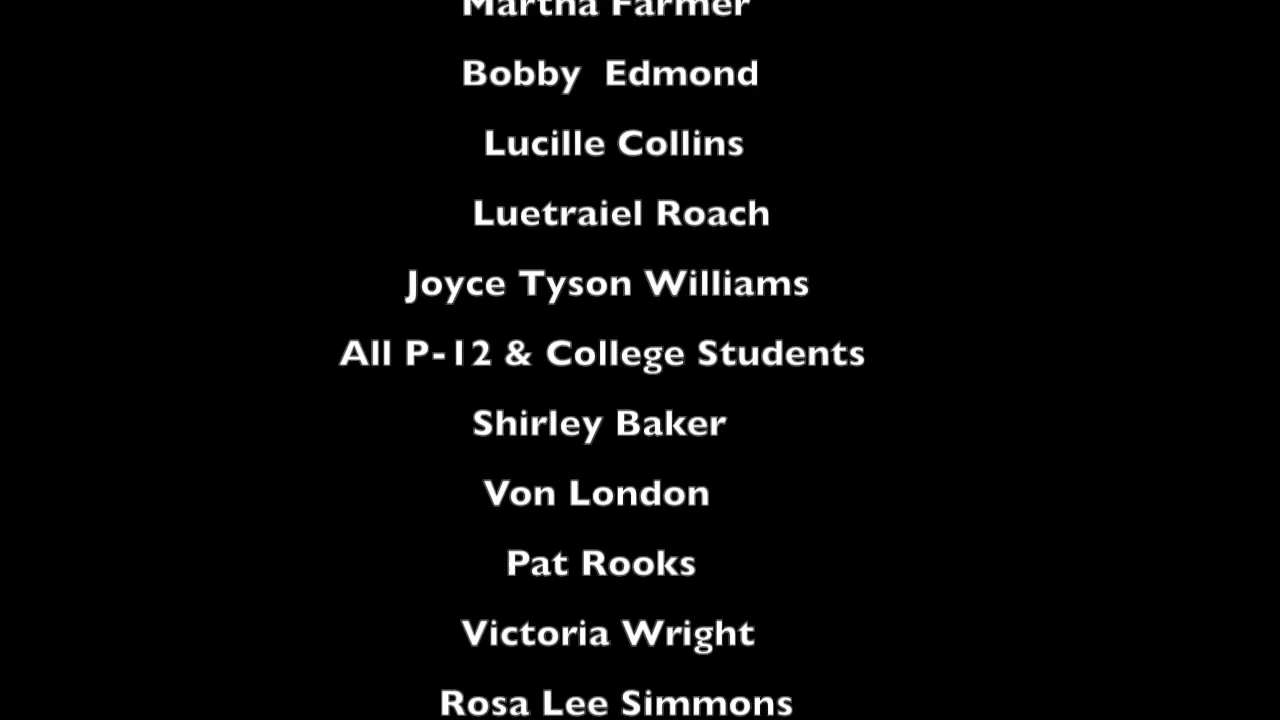 Martha Farmer
Bobby  Edmond
Lucille Collins
Luetraiel Roach
Joyce Tyson Williams
All P-12 & College Students
Shirley Baker
Von London
Pat Rooks
Victoria Wright
Rosa Lee Simmons